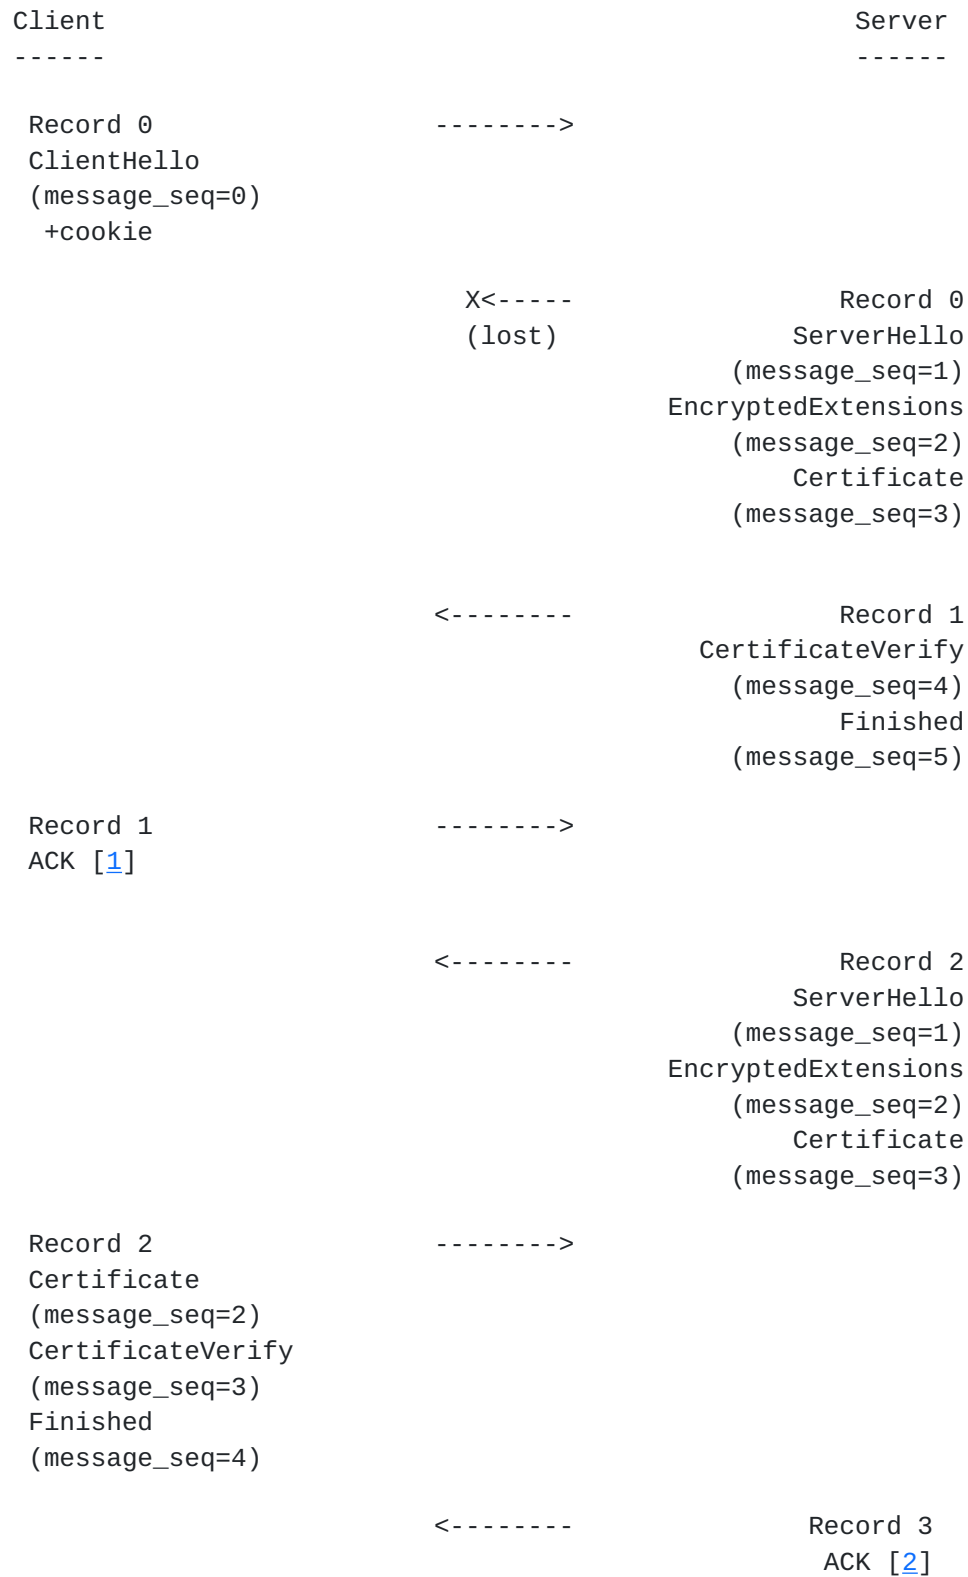 Client                                                Server
------                                                ------
 Record 0                  -------->
 ClientHello
 (message_seq=0)
  +cookie
                             X<-----                 Record 0
                             (lost)               ServerHello
                                              (message_seq=1)
                                          EncryptedExtensions
                                              (message_seq=2)
                                                  Certificate
                                              (message_seq=3)
                           <--------                 Record 1
                                            CertificateVerify
                                              (message_seq=4)
                                                     Finished
                                              (message_seq=5)
 Record 1                  -------->
 ACK [1]
                           <--------                 Record 2
                                                  ServerHello
                                              (message_seq=1)
                                          EncryptedExtensions
                                              (message_seq=2)
                                                  Certificate
                                              (message_seq=3)
 Record 2                  -------->
 Certificate
 (message_seq=2)
 CertificateVerify
 (message_seq=3)
 Finished
 (message_seq=4)
                           <--------               Record 3
                                                    ACK [2]